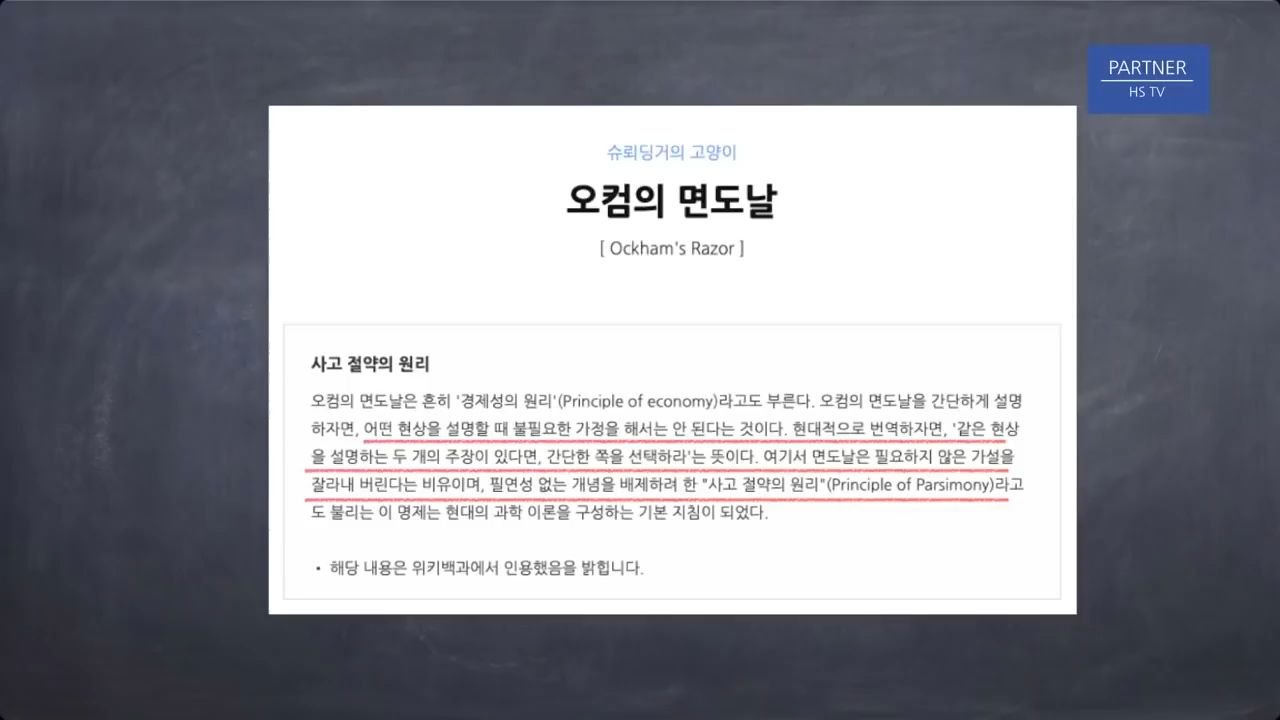 PARTNER
HS TV
슈뢰딩거의 고양이
오컴의 면도날
[ Ockham's Razor ]
사고 절약의 원리
오컴의 면도날은 흔히 '경제성의 원리'(Principle of economy)라고도 부른다. 오컴의 면도날을 간단하게 설명
하자면, 어떤 현상을 설명할 때 불필요한 가정을 해서는 안 된다는 것이다. 현대적으로 번역하자면, '같은 현상
을 설명하는 두 개의 주장이 있다면, 간단한 쪽을 선택하라'는 뜻이다. 여기서 면도날은 필요하지 않은 가설을
잘라내 버린다는 비유이며, 필연성 없는 개념을 배제하려 한 "사고 절약의 원리"(Principle of Parsimony)라고
도 불리는 이 명제는 현대의 과학 이론을 구성하는 기본 지침이 되었다.
• 해당 내용은 위키백과에서 인용했음을 밝힙니다.